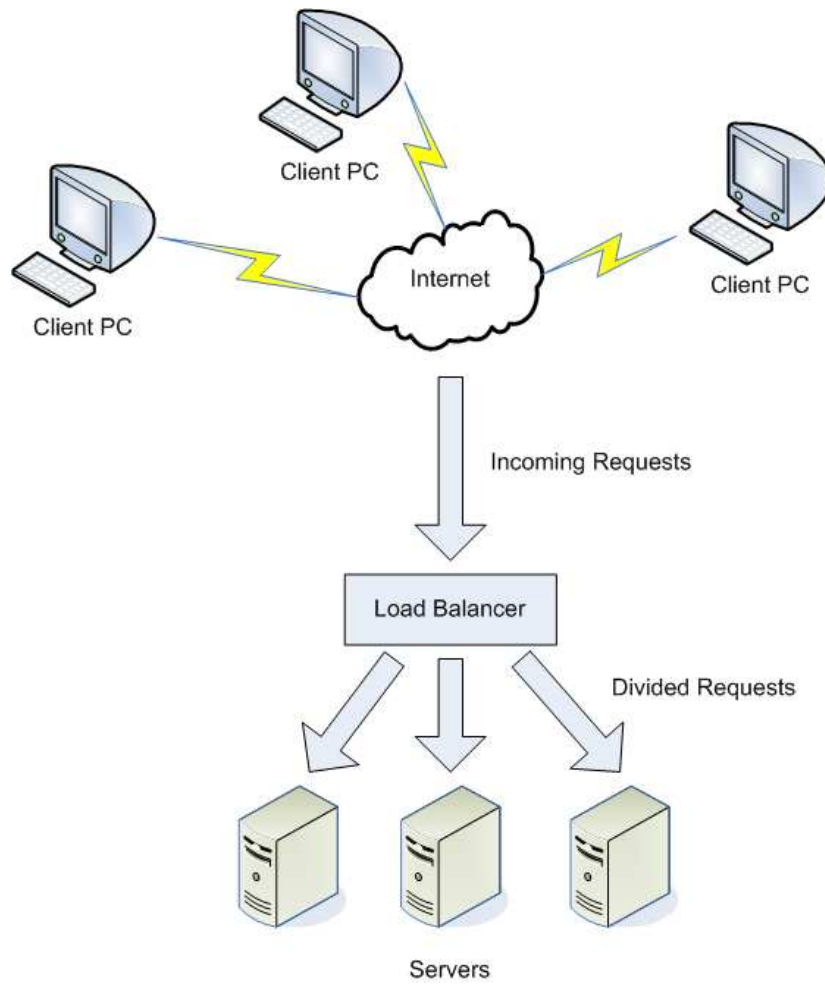 Client PC
Client PC
Client PC
Internet
Incoming Requests
Load Balancer
Divided Requests
Servers